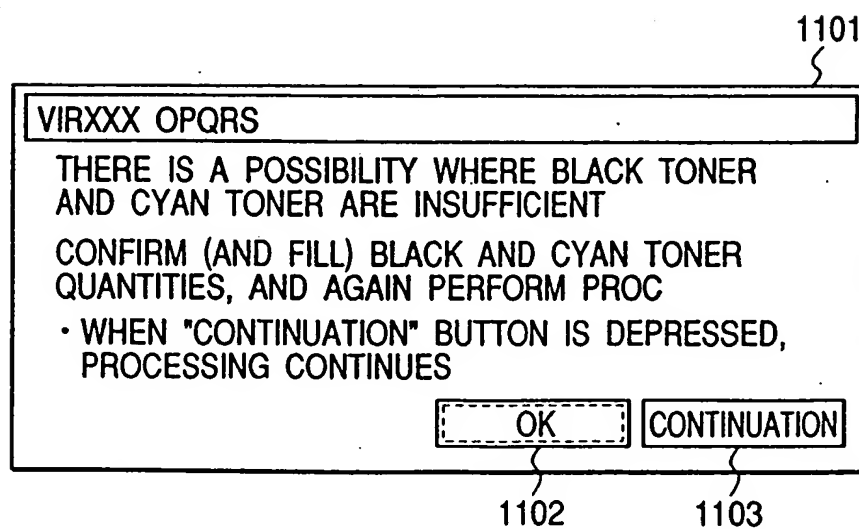 1101
VIRXXX OPQRS
THERE IS A POSSIBILITY WHERE BLACK TONER
AND CYAN TONER ARE INSUFFICIENT
CONFIRM (AND FILL) BLACK AND CYAN TONER
QUANTITIES, AND AGAIN PERFORM PROC
· WHEN "CONTINUATION" BUTTON IS DEPRESSED,
PROCESSING CONTINUES
OK CONTINUATION
1102 1103